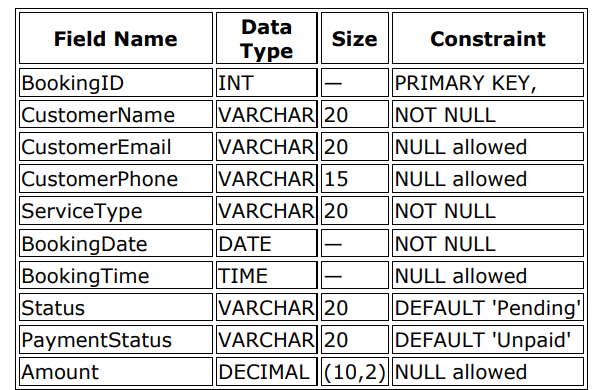 Field Name Data Type Size Constraint
BookingID INT — PRIMARY KEY,
CustomerName VARCHAR 20 NOT NULL
CustomerEmail VARCHAR 20 NULL allowed
CustomerPhone VARCHAR 15 NULL allowed
ServiceType VARCHAR 20 NOT NULL
BookingDate DATE — NOT NULL
BookingTime TIME — NULL allowed
Status VARCHAR 20 DEFAULT 'Pending'
PaymentStatus VARCHAR 20 DEFAULT 'Unpaid'
Amount DECIMAL (10,2) NULL allowed